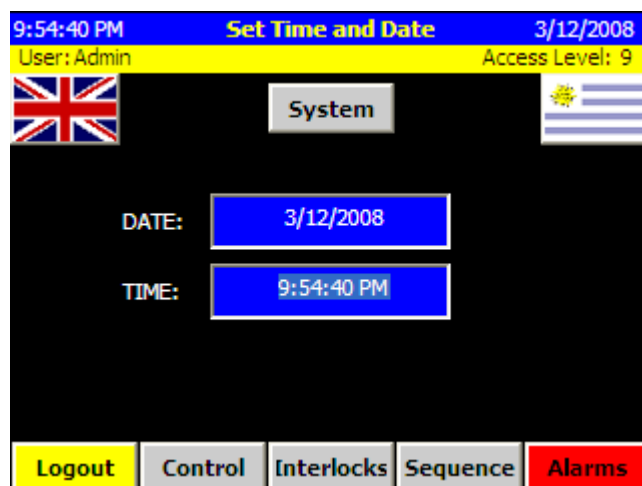 9:54:40 PM Set Time and Date 3/12/2008
User: Admin Access Level: 9
System
DATE: 3/12/2008
TIME: 9:54:40 PM
Logout Control Interlocks Sequence Alarms